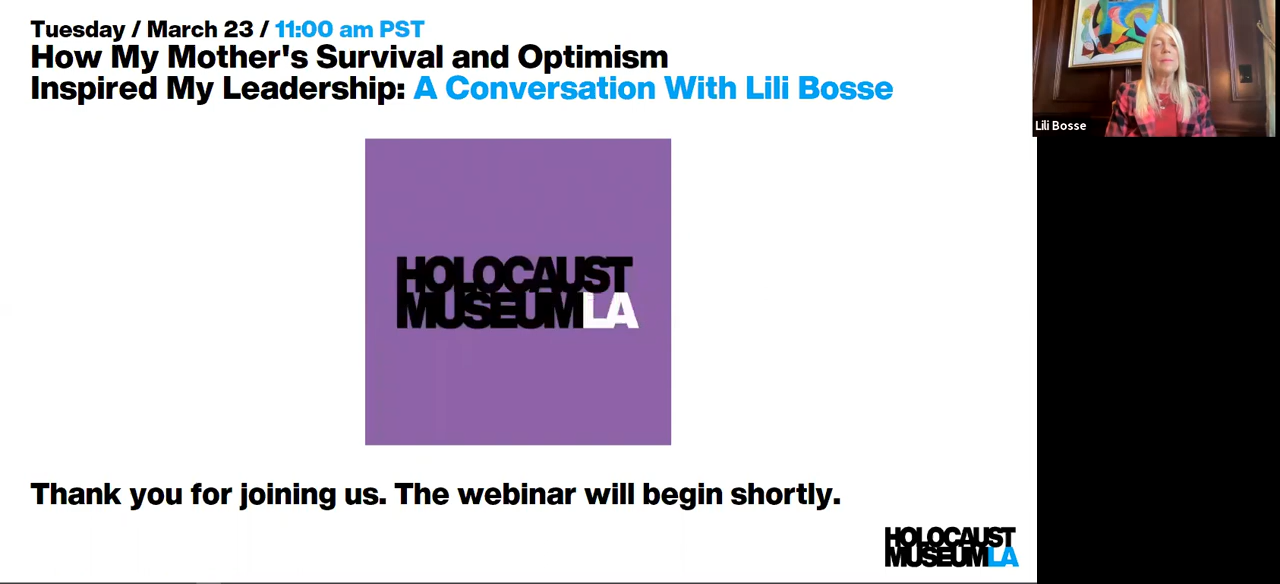 Tuesday / March 23 / 11:00 am PST
How My Mother's Survival and Optimism
Inspired My Leadership: A Conversation With Lili Bosse
Lili Bosse
HOLOCAUST
MUSEUMLA
Thank you for joining us. The webinar will begin shortly.
HOLOCAUST
MUSEUMLA